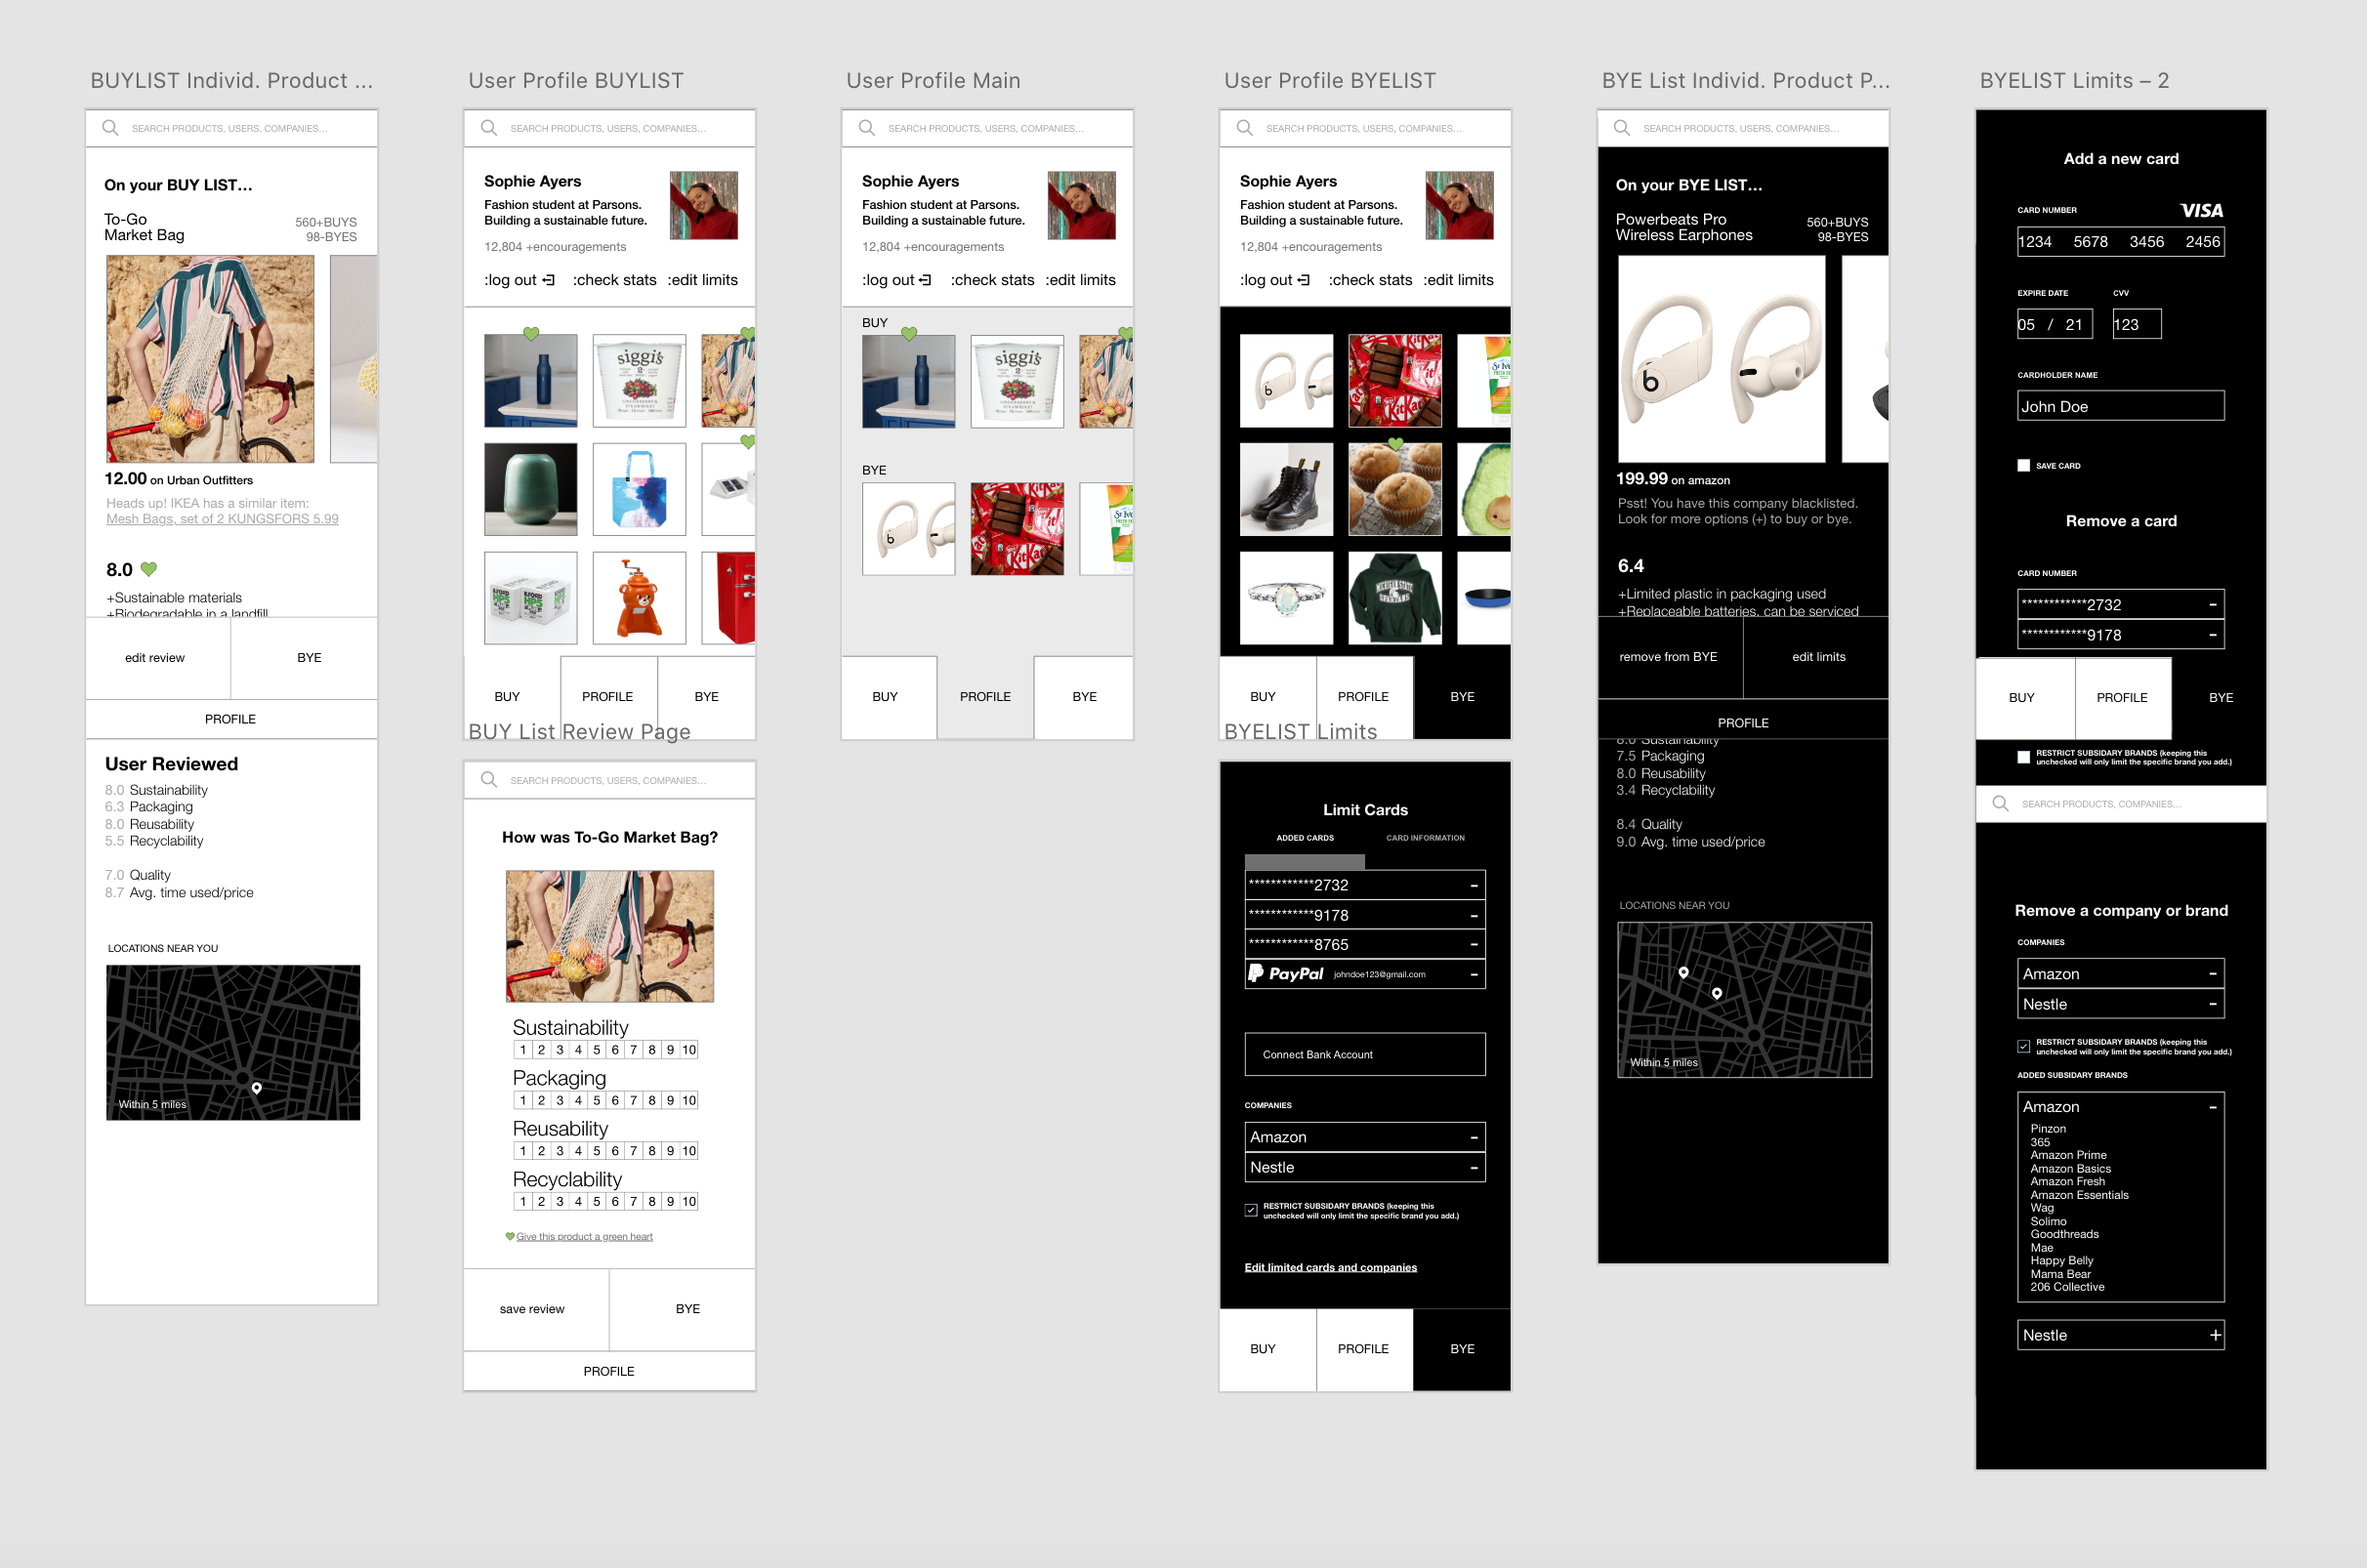 BUYLIST Individ. Product ...
SEARCH PRODUCTS, USERS, COMPANIES...
On your BUY LIST...
To-Go
Market Bag
560+BUYS
98-BYES
12.00 on Urban Outfitters
Heads up! IKEA has a similar item:
Mesh Bags, set of 2 KUNGSFORS 5.99
8.0
+Sustainable materials
+Biodegradable in a landfill
edit review
BYE
PROFILE
User Reviewed
8.0 Sustainability
6.3 Packaging
8.0 Reusability
5.5 Recyclability
7.0 Quality
8.7 Avg. time used/price
LOCATIONS NEAR YOU
Within 5 miles
User Profile BUYLIST
SEARCH PRODUCTS, USERS, COMPANIES...
Sophie Ayers
Fashion student at Parsons.
Building a sustainable future.
12,804 +encouragements
:log out :check stats :edit limits
siggi's
BUY
PROFILE
BYE
BUY List Review Page
SEARCH PRODUCTS, USERS, COMPANIES...
How was To-Go Market Bag?
Sustainability
1 2 3 4 5 6 7 8 9 10
Packaging
1 2 3 4 5 6 7 8 9 10
Reusability
1 2 3 4 5 6 7 8 9 10
Recyclability
1 2 3 4 5 6 7 8 9 10
Give this product a green heart
save review
BYE
PROFILE
User Profile Main
SEARCH PRODUCTS, USERS, COMPANIES...
Sophie Ayers
Fashion student at Parsons.
Building a sustainable future.
12,804 +encouragements
:log out :check stats :edit limits
BUY
siggi's
BYE
KitKat
BUY
PROFILE
BYE
User Profile BYELIST
SEARCH PRODUCTS, USERS, COMPANIES...
Sophie Ayers
Fashion student at Parsons.
Building a sustainable future.
12,804 +encouragements
:log out :check stats :edit limits
KitKat
MICHIGAN STATE
SPARTANS
BUY
PROFILE
BYE
BYELIST Limits
Limit Cards
ADDED CARDS
CARD INFORMATION
************2732 -
************9178 -
************8765 -
PayPal johndoe123@gmail.com -
Connect Bank Account
COMPANIES
Amazon -
Nestle -
RESTRICT SUBSIDARY BRANDS (keeping this
unchecked will only limit the specific brand you add.)
Edit limited cards and companies
BUY
PROFILE
BYE
BYE List Individ. Product P...
SEARCH PRODUCTS, USERS, COMPANIES...
On your BYE LIST...
Powerbeats Pro
Wireless Earphones
560+BUYS
98-BYES
199.99 on amazon
Psst! You have this company blacklisted.
Look for more options (+) to buy or bye.
6.4
+Limited plastic in packaging used
+Replaceable batteries, can be serviced
remove from BYE
edit limits
PROFILE
8.0 Sustainability
7.5 Packaging
8.0 Reusability
3.4 Recyclability
8.4 Quality
9.0 Avg. time used/price
LOCATIONS NEAR YOU
Within 5 miles
BYELIST Limits – 2
Add a new card
CARD NUMBER
VISA
1234 5678 3456 2456
EXPIRE DATE
CVV
05 / 21
123
CARDHOLDER NAME
John Doe
SAVE CARD
Remove a card
CARD NUMBER
************2732 -
************9178 -
BUY
PROFILE
BYE
RESTRICT SUBSIDARY BRANDS (keeping this
unchecked will only limit the specific brand you add.)
SEARCH PRODUCTS, COMPANIES...
Remove a company or brand
COMPANIES
Amazon -
Nestle -
RESTRICT SUBSIDARY BRANDS (keeping this
unchecked will only limit the specific brand you add.)
ADDED SUBSIDARY BRANDS
Amazon -
Pinzon
365
Amazon Prime
Amazon Basics
Amazon Fresh
Amazon Essentials
Wag
Solimo
Goodthreads
Mae
Happy Belly
Mama Bear
206 Collective
Nestle +